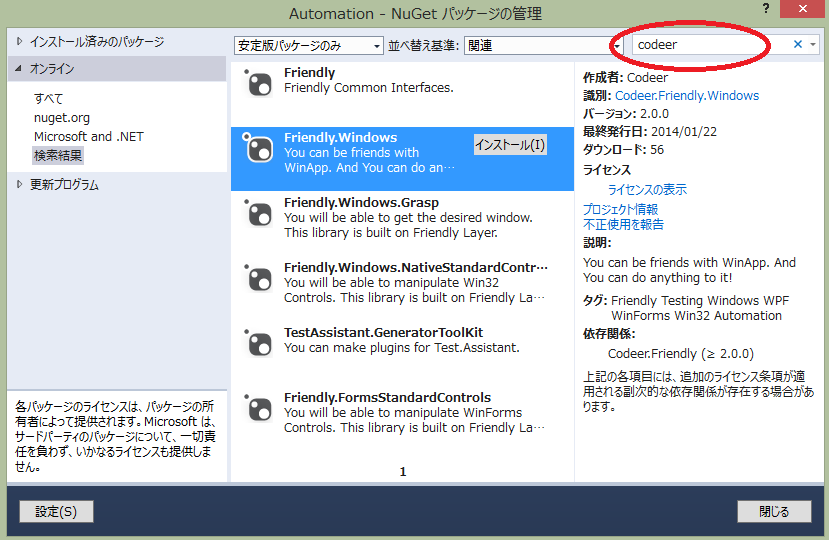 Automation - NuGet パッケージの管理
?
インストール済みのパッケージ
オンライン
すべて
nuget.org
Microsoft and .NET
検索結果
更新プログラム
各パッケージのライセンスは、パッケージの所
有者によって提供されます。Microsoft は、
サードパーティのパッケージについて、一切責
任を負わず、いかなるライセンスも提供しませ
ん。
安定版パッケージのみ
並べ替え基準:
関連
codeer
Friendly
Friendly Common Interfaces.
Friendly.Windows
You can be friends with
WinApp. And You can do an…
インストール(I)
Friendly.Windows.Grasp
You will be able to get the desired window.
This library is built on Friendly Layer.
Friendly.Windows.NativeStandardContr…
You will be able to manipulate Win32
Controls. This library is built on Friendly La…
TestAssistant.GeneratorToolKit
You can make plugins for Test.Assistant.
Friendly.FormsStandardControls
You will be able to manipulate WinForms
Controls. This library is built on Friendly La…
1
作成者: Codeer
識別: Codeer.Friendly.Windows
バージョン: 2.0.0
最終発行日: 2014/01/22
ダウンロード: 56
ライセンス
ライセンスの表示
プロジェクト情報
不正使用を報告
説明:
You can be friends with WinApp. And
You can do anything to it!
タグ: Friendly Testing Windows WPF
WinForms Win32 Automation
依存関係:
Codeer.Friendly (≥ 2.0.0)
上記の各項目には、追加のライセンス条項が適
用される副次的な依存関係が存在する場合があ
ります。
設定(S)
閉じる